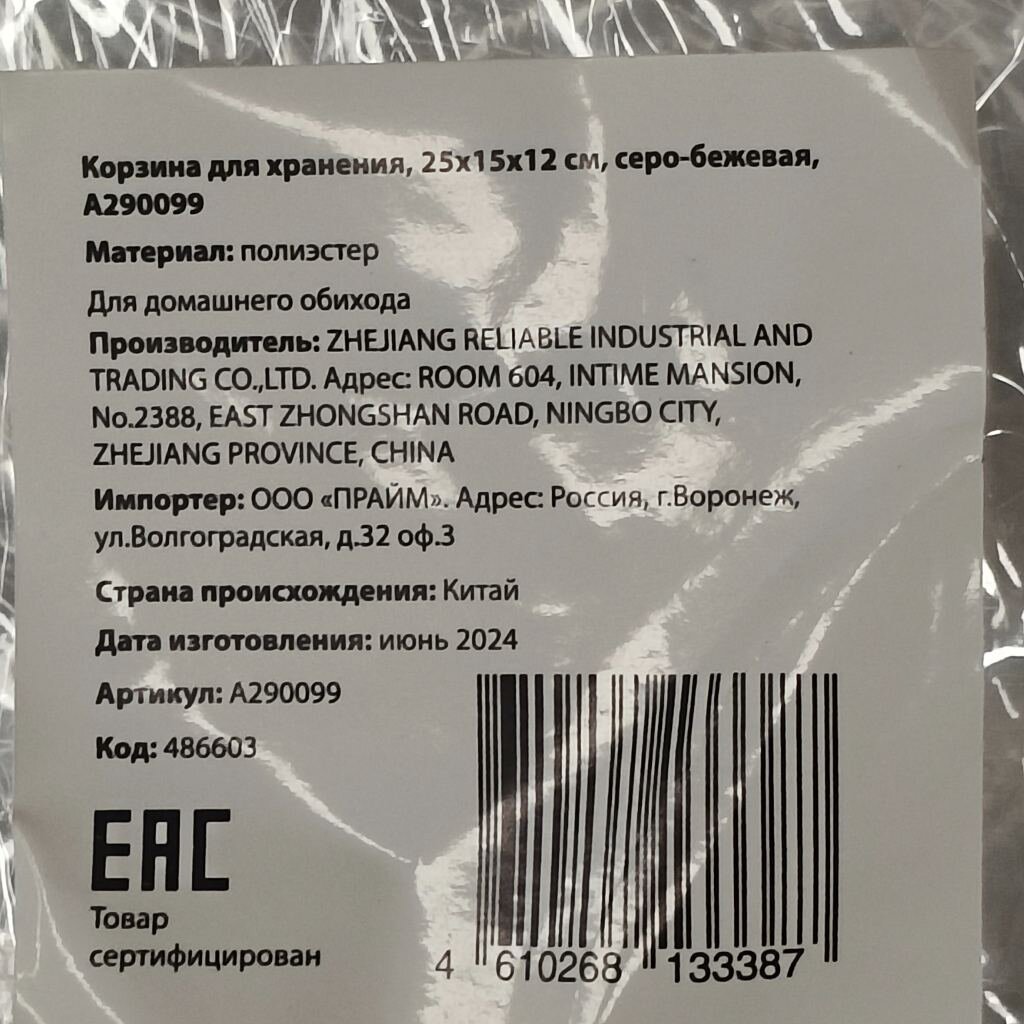 Корзина для хранения, 25х15х12 см, серо-бежевая,
А290099
Материал: полиэстер
Для домашнего обихода
Производитель: ZHEJIANG RELIABLE INDUSTRIAL AND
TRADING CO.,LTD. Адрес: ROOM 604, INTIME MANSION,
No.2388, EAST ZHONGSHAN ROAD, NINGBO CITY,
ZHEJIANG PROVINCE, CHINA
Импортер: ООО «ПРАЙМ». Адрес: Россия, г.Воронеж,
ул.Волгоградская, д.32 оф.3
Страна происхождения: Китай
Дата изготовления: июнь 2024
Артикул: А290099
Код: 486603
ЕАС
Товар
сертифицирован
4 610268 133387